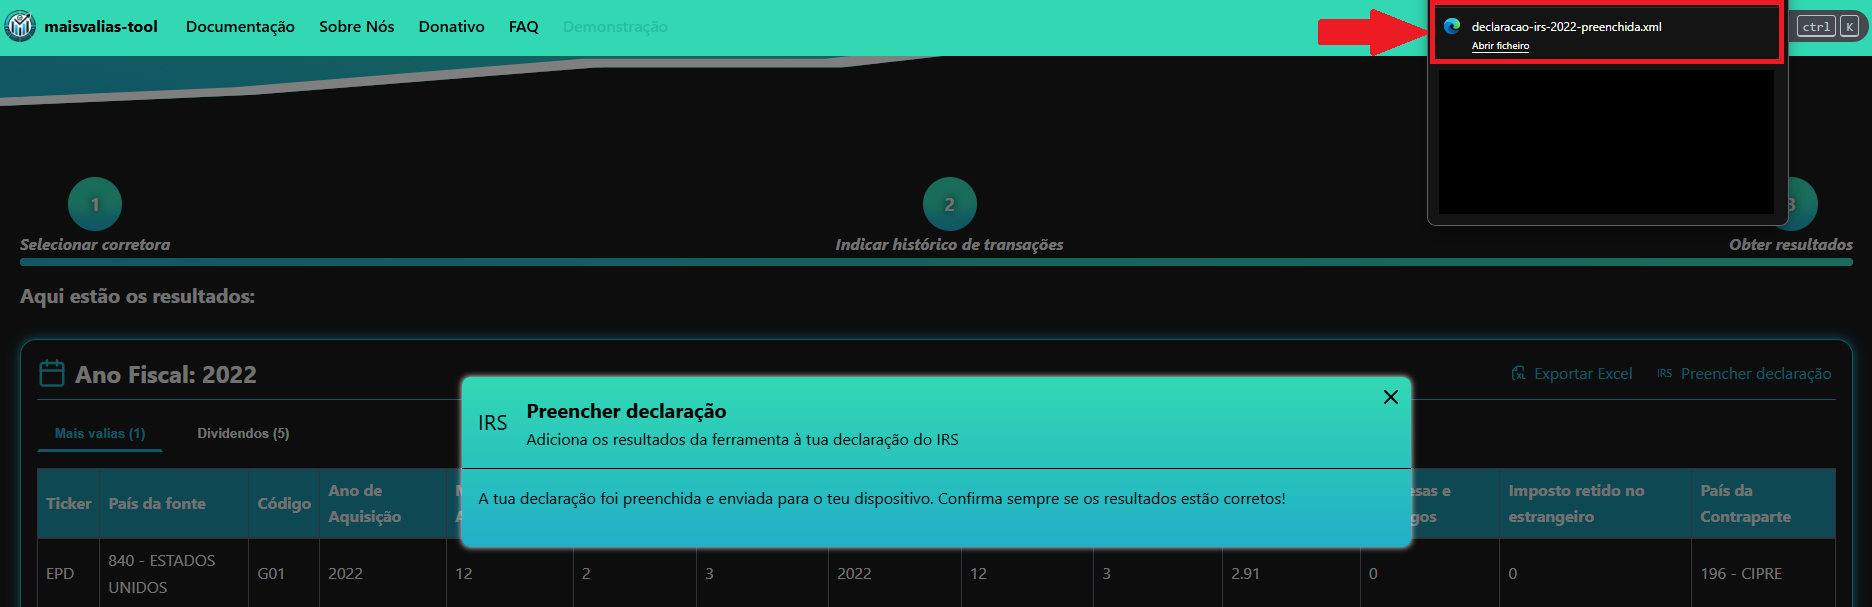 maisvalias-tool Documentação Sobre Nós Donativo FAQ Demonstração
declaracao-irs-2022-preenchida.xml
Abrir ficheiro
ctrl K
1
2
3
Selecionar corretora
Indicar histórico de transações
Obter resultados
Aqui estão os resultados:
Ano Fiscal: 2022
Exportar Excel
IRS Preencher declaração
Mais valias (1) Dividendos (5)
IRS
Preencher declaração
Adiciona os resultados da ferramenta à tua declaração do IRS
A tua declaração foi preenchida e enviada para o teu dispositivo. Confirma sempre se os resultados estão corretos!
Ticker
País da fonte
Código
Ano de
Aquisição
Imposto retido no
estrangeiro
País da
Contraparte
EPD
840 - ESTADOS
UNIDOS
G01
2022
12
2
3
2022
12
3
2.91
0
0
196 - CIPRE